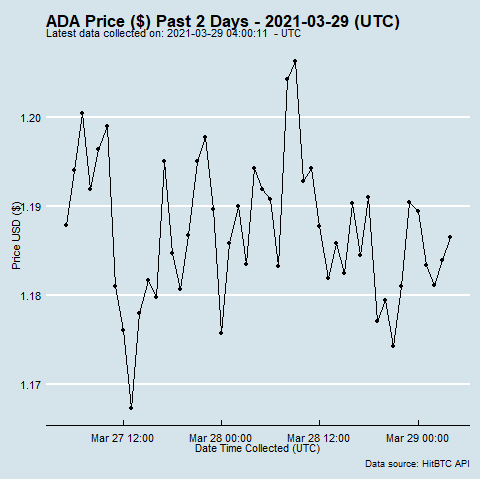 ADA Price ($) Past 2 Days - 2021-03-29 (UTC)
Latest data collected on: 2021-03-29 04:00:11 - UTC
1.20
1.19
1.18
1.17
Price USD ($)
Mar 27 12:00 Mar 28 00:00 Mar 28 12:00 Mar 29 00:00
Date Time Collected (UTC)
Data source: HitBTC API